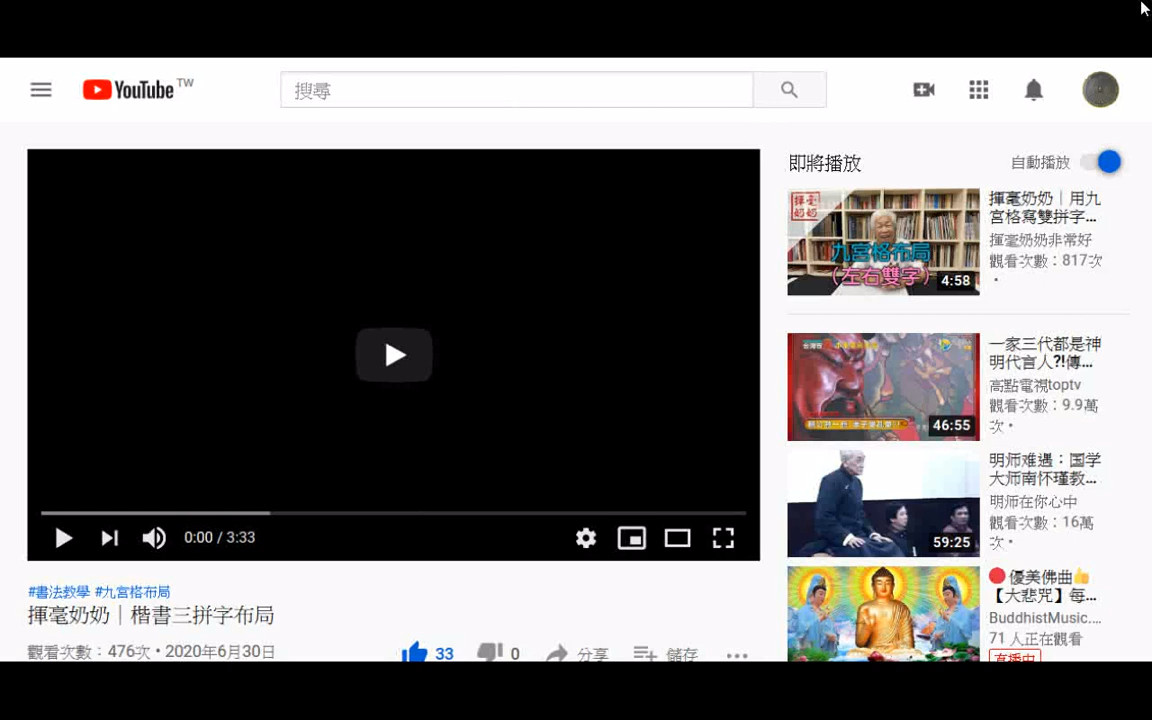 YouTube TW
搜尋
0:00 / 3:33
#書法教學 #九宮格布局
揮毫奶奶｜楷書三拼字布局
觀看次數：476次 • 2020年6月30日
33
0
分享
儲存
即將播放
自動播放
揮毫奶奶
九宮格布局
(左右雙字)
4:58
揮毫奶奶｜用九
宮格寫雙拼字...
揮毫奶奶非常好
觀看次數：817次
•
46:55
一家三代都是神
明代言人?!傳...
高點電視toptv
觀看次數：9.9萬
次 •
59:25
明师难遇：国学
大师南怀瑾教...
明师在你心中
觀看次數：16萬
次 •
🔴優美佛曲👍
【大悲咒】每...
BuddhistMusic....
71 人正在觀看
直播中